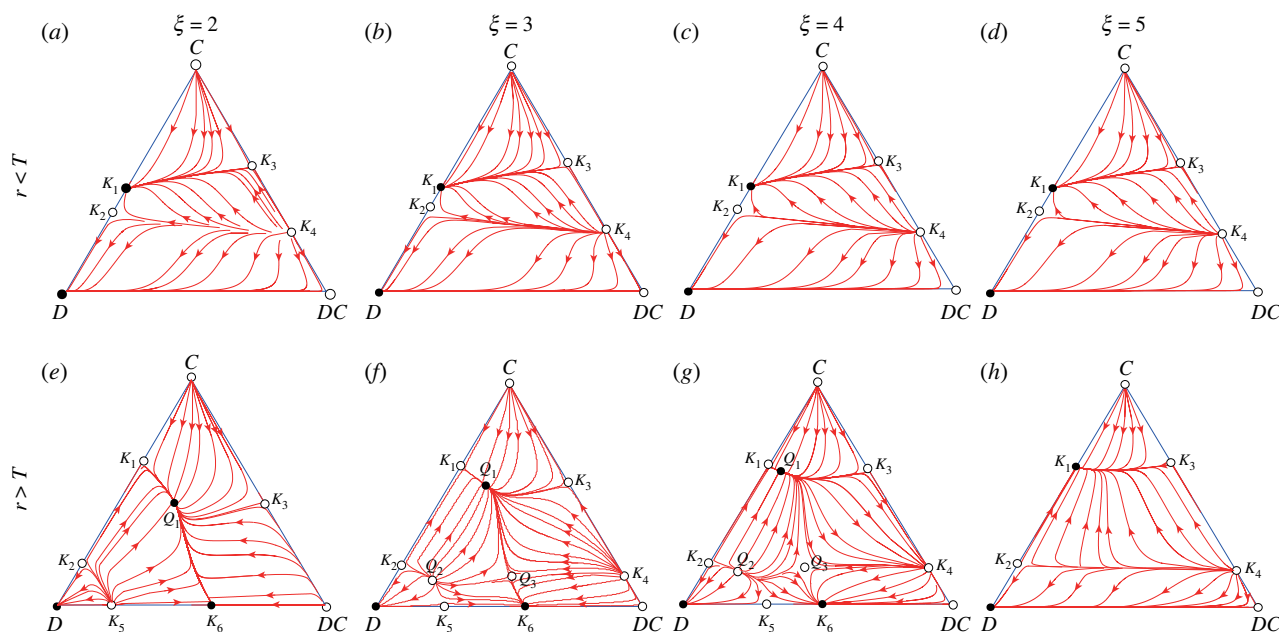 (a) ξ = 2 (b) ξ = 3 (c) ξ = 4 (d) ξ = 5
C C C C
r < T
K3 K3 K3 K3
K1 K1 K1 K1
K2 K2 K2 K2
K4 K4 K4 K4
D DC D DC D DC D DC
(e) (f) (g) (h)
C C C C
r > T
K1 K1 K1 Q1 K1 K3
Q1 K3 Q1 K3 K3
K2 K2 Q2 Q3 K4 K2 Q2 Q3 K4 K2 K4
D K5 K6 DC D K5 K6 DC D K5 K6 DC D DC